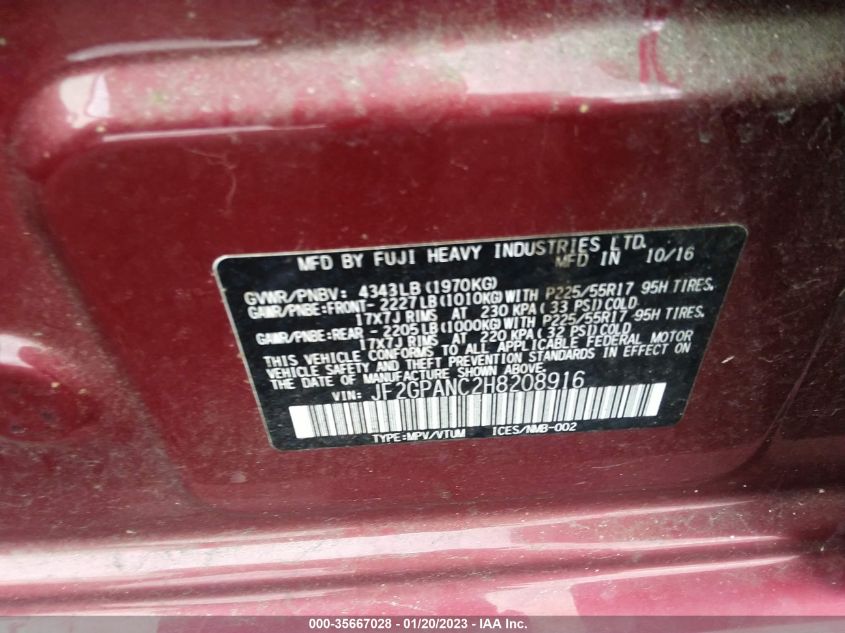 MFD BY FUJI HEAVY INDUSTRIES LTD.
MFD IN 10/16
GVWR/PNBV: 4343LB(1970KG)
GAWR/PNBE:FRONT- 2227LB(1010KG)WITH P225/55R17 95H TIRES,
17x7J RIMS AT 230 KPA( 33 PSI)COLD
GAWR/PNBE:REAR - 2205LB(1000KG)WITH P225/55R17 95H TIRES,
17x7J RIMS AT 220 KPA( 32 PSI)COLD
THIS VEHICLE CONFORMS TO ALL APPLICABLE FEDERAL MOTOR
VEHICLE SAFETY AND THEFT PREVENTION STANDARDS IN EFFECT ON
THE DATE OF MANUFACTURE SHOWN ABOVE.
VIN: JF2GPANC2H8208916
TYPE:MPV/VTUM ICES/NMB-002
000-35667028 - 01/20/2023 - IAA Inc.